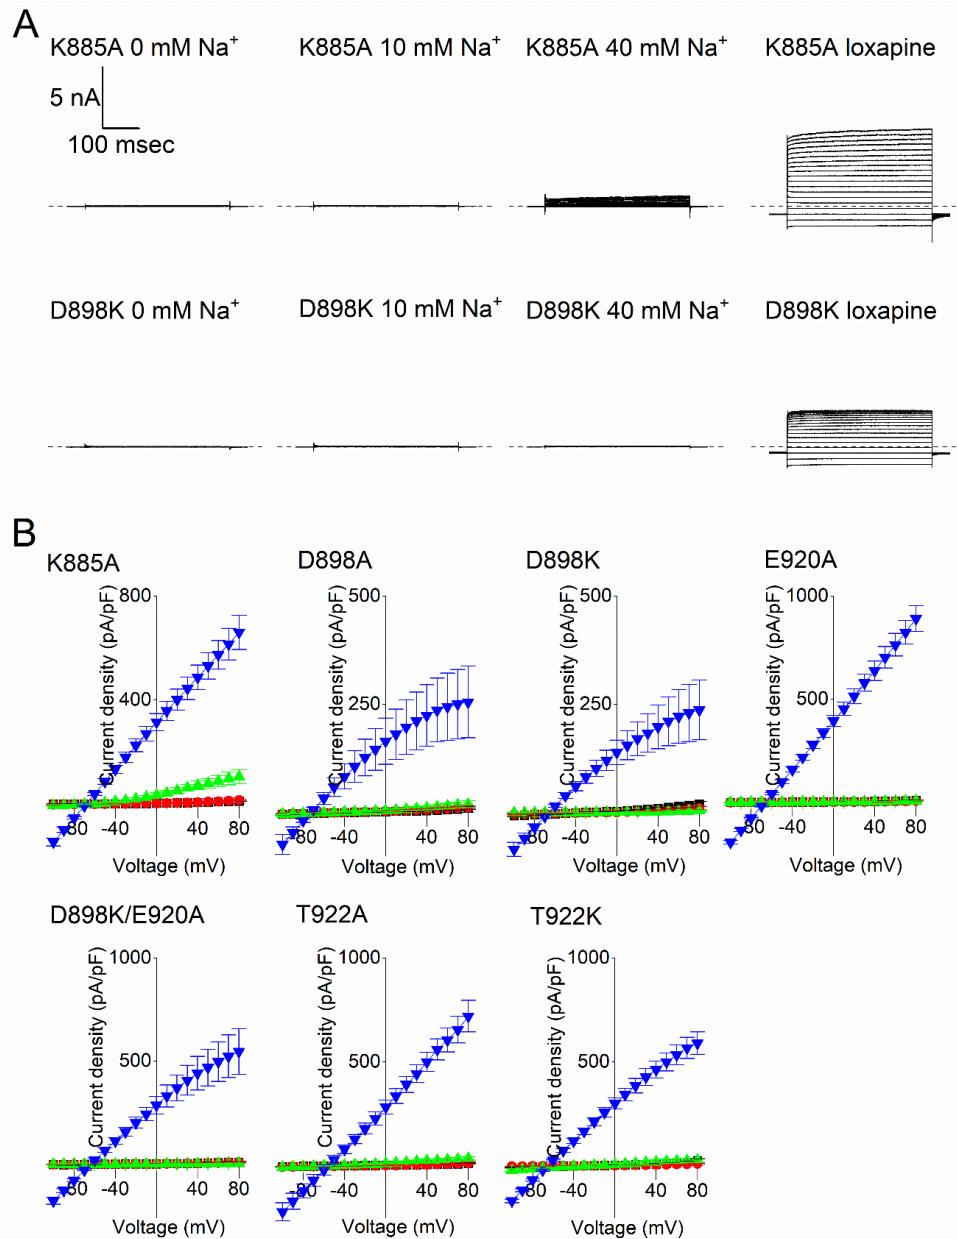 A
K885A 0 mM Na⁺ K885A 10 mM Na⁺ K885A 40 mM Na⁺ K885A loxapine
5 nA
100 msec
D898K 0 mM Na⁺ D898K 10 mM Na⁺ D898K 40 mM Na⁺ D898K loxapine
B
K885A
800
400
-80 -40 40 80
Current density (pA/pF)
Voltage (mV)
D898A
500
250
-80 -40 40 80
Current density (pA/pF)
Voltage (mV)
D898K
500
250
-80 -40 40 80
Current density (pA/pF)
Voltage (mV)
E920A
1000
500
-80 -40 40 80
Current density (pA/pF)
Voltage (mV)
D898K/E920A
1000
500
-80 -40 40 80
Current density (pA/pF)
Voltage (mV)
T922A
1000
500
-80 -40 40 80
Current density (pA/pF)
Voltage (mV)
T922K
1000
500
-80 -40 40 80
Current density (pA/pF)
Voltage (mV)